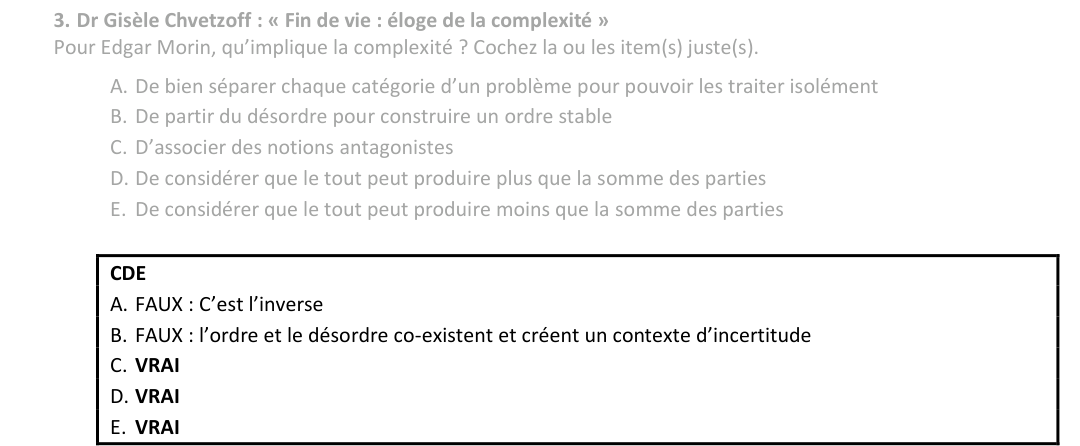 3. Dr Gisèle Chvetzoff : « Fin de vie : éloge de la complexité »
Pour Edgar Morin, qu’implique la complexité ? Cochez la ou les item(s) juste(s).
A. De bien séparer chaque catégorie d’un problème pour pouvoir les traiter isolément
B. De partir du désordre pour construire un ordre stable
C. D’associer des notions antagonistes
D. De considérer que le tout peut produire plus que la somme des parties
E. De considérer que le tout peut produire moins que la somme des parties
CDE
A. FAUX : C’est l’inverse
B. FAUX : l’ordre et le désordre co-existent et créent un contexte d’incertitude
C. VRAI
D. VRAI
E. VRAI